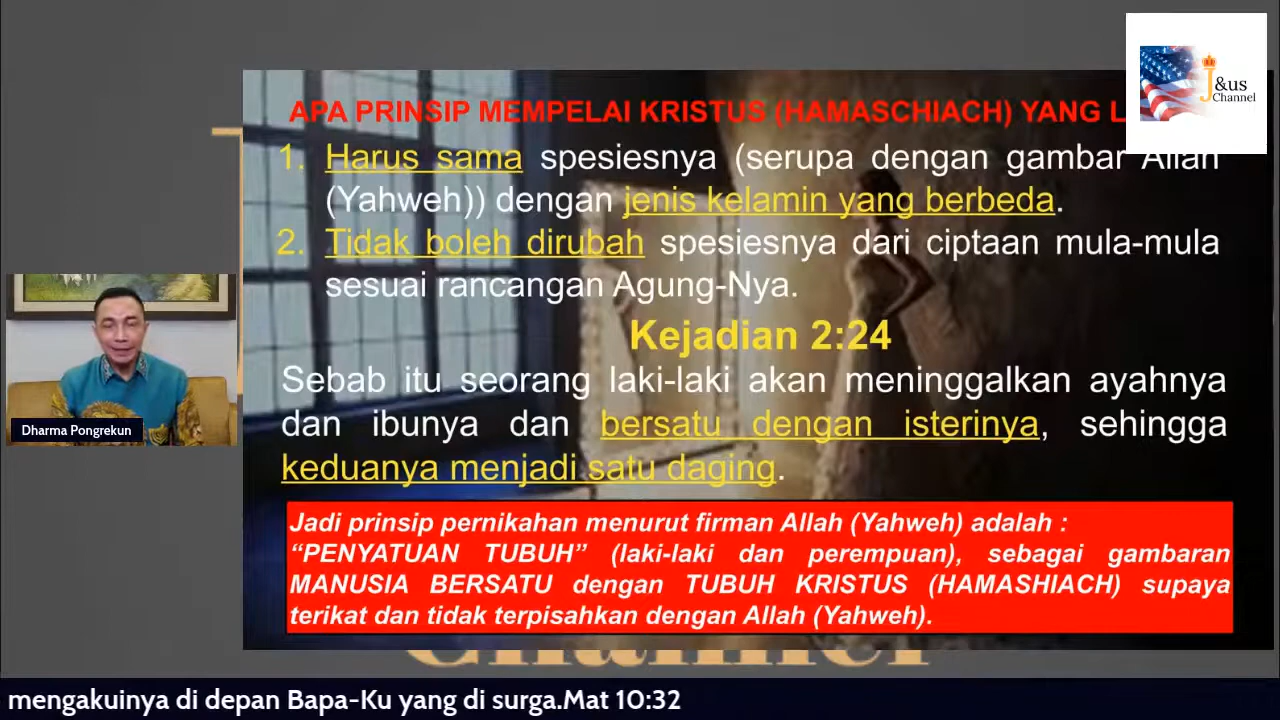 J&us
Channel
APA PRINSIP MEMPELAI KRISTUS (HAMASCHIACH) YANG
1. Harus sama spesiesnya (serupa dengan gambar Allah
(Yahweh)) dengan jenis kelamin yang berbeda.
2. Tidak boleh dirubah spesiesnya dari ciptaan mula-mula
sesuai rancangan Agung-Nya.
Kejadian 2:24
Sebab itu seorang laki-laki akan meninggalkan ayahnya
dan ibunya dan bersatu dengan isterinya, sehingga
keduanya menjadi satu daging.
Jadi prinsip pernikahan menurut firman Allah (Yahweh) adalah :
“PENYATUAN TUBUH” (laki-laki dan perempuan), sebagai gambaran
MANUSIA BERSATU dengan TUBUH KRISTUS (HAMASHIACH) supaya
terikat dan tidak terpisahkan dengan Allah (Yahweh).
Dharma Pongrekun
Channel
mengakuinya di depan Bapa-Ku yang di surga.Mat 10:32